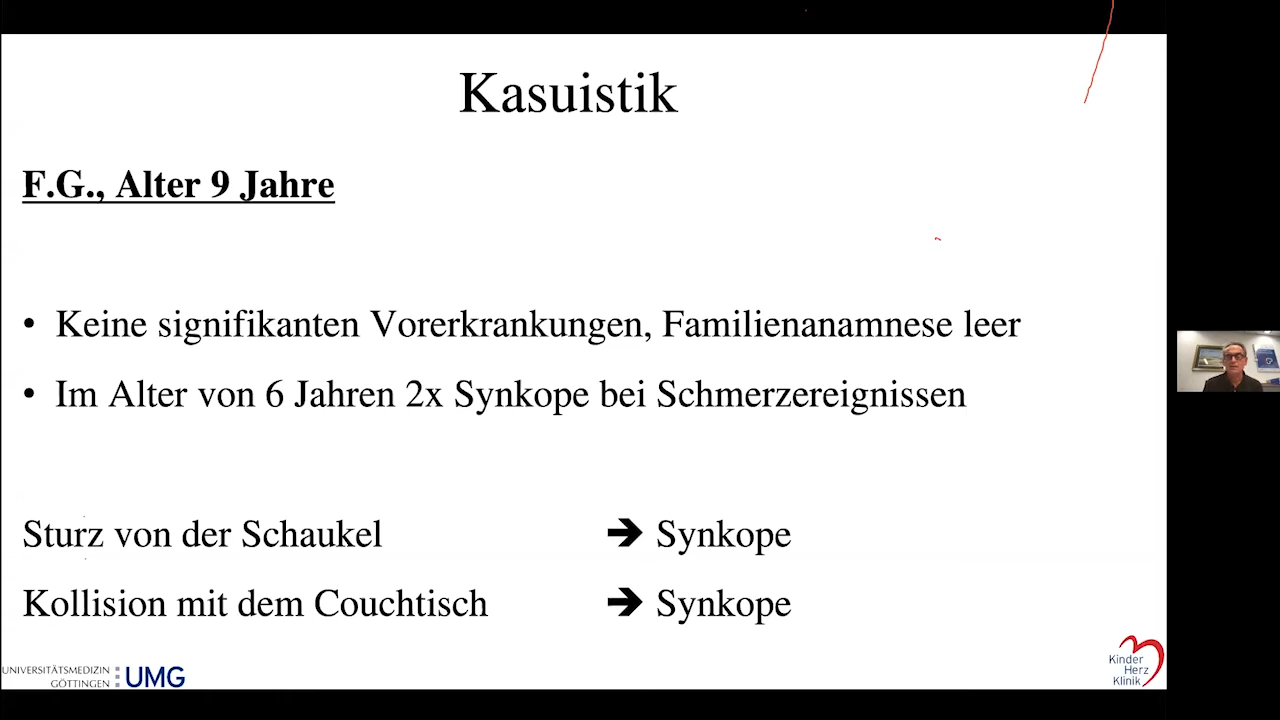 Kasuistik
F.G., Alter 9 Jahre
• Keine signifikanten Vorerkrankungen, Familienanamnese leer
• Im Alter von 6 Jahren 2x Synkope bei Schmerzereignissen
Sturz von der Schaukel ➔ Synkope
Kollision mit dem Couchtisch ➔ Synkope
UNIVERSITÄTSMEDIZIN
GÖTTINGEN
UMG
Kinder
Herz
Klinik